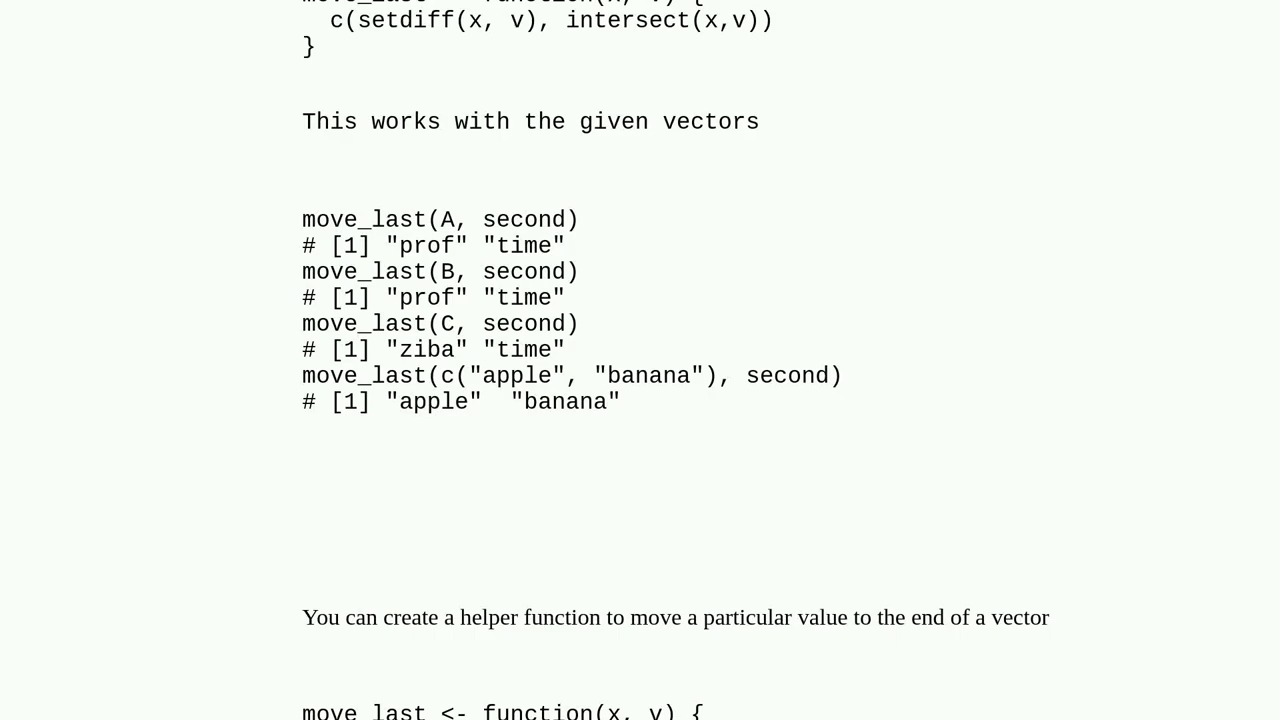 move_last <- function(x, v) {
  c(setdiff(x, v), intersect(x,v))
}
This works with the given vectors
move_last(A, second)
# [1] "prof" "time"
move_last(B, second)
# [1] "prof" "time"
move_last(C, second)
# [1] "ziba" "time"
move_last(c("apple", "banana"), second)
# [1] "apple"  "banana"
You can create a helper function to move a particular value to the end of a vector
move_last <- function(x, v) {